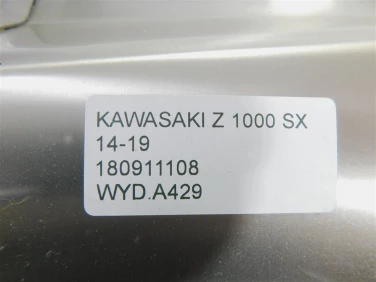 KAWASAKI Z 1000 SX
14-19
180911108
WYD.A429